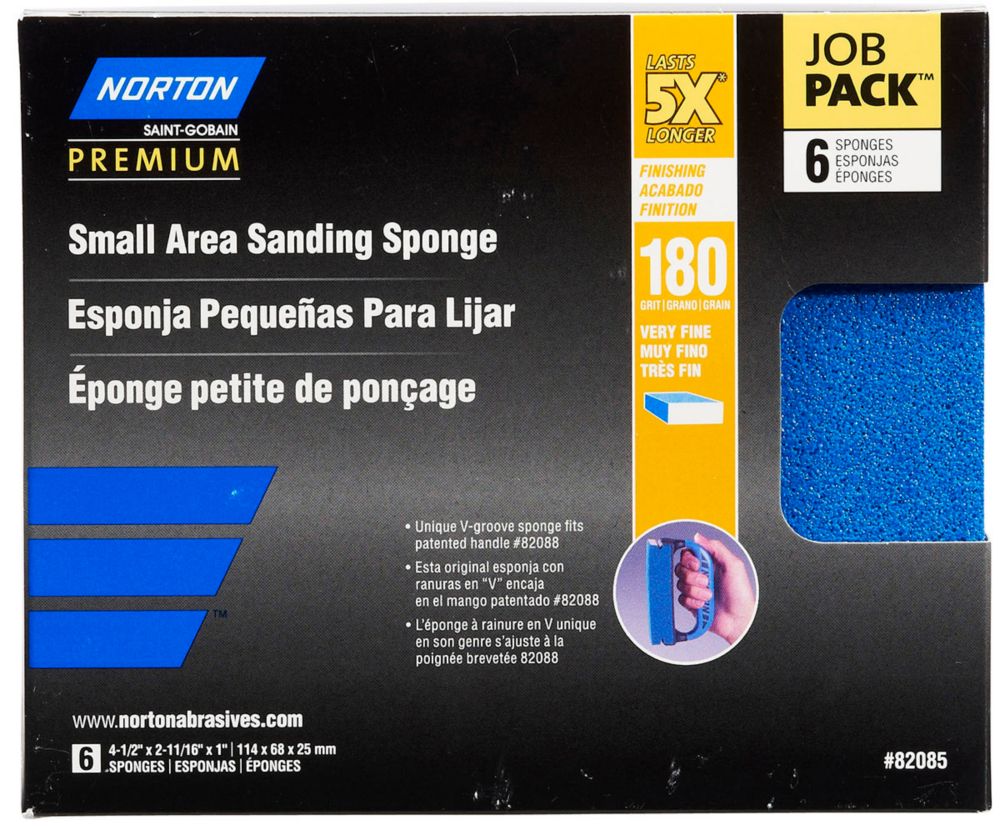 NORTON
SAINT-GOBAIN
PREMIUM
LASTS
5X*
LONGER
JOB
PACK™
6 SPONGES
ESPONJAS
ÉPONGES
FINISHING
ACABADO
FINITION
180
GRIT | GRANO | GRAIN
VERY FINE
MUY FINO
TRÈS FIN
Small Area Sanding Sponge
Esponja Pequeñas Para Lijar
Éponge petite de ponçage
™
• Unique V-groove sponge fits
patented handle #82088
• Esta original esponja con
ranuras en "V" encaja
en el mango patentado #82088
• L'éponge à rainure en V unique
en son genre s'ajuste à la
poignée brevetée 82088
www.nortonabrasives.com
6 4-1/2" x 2-11/16" x 1" | 114 x 68 x 25 mm
SPONGES | ESPONJAS | ÉPONGES
#82085